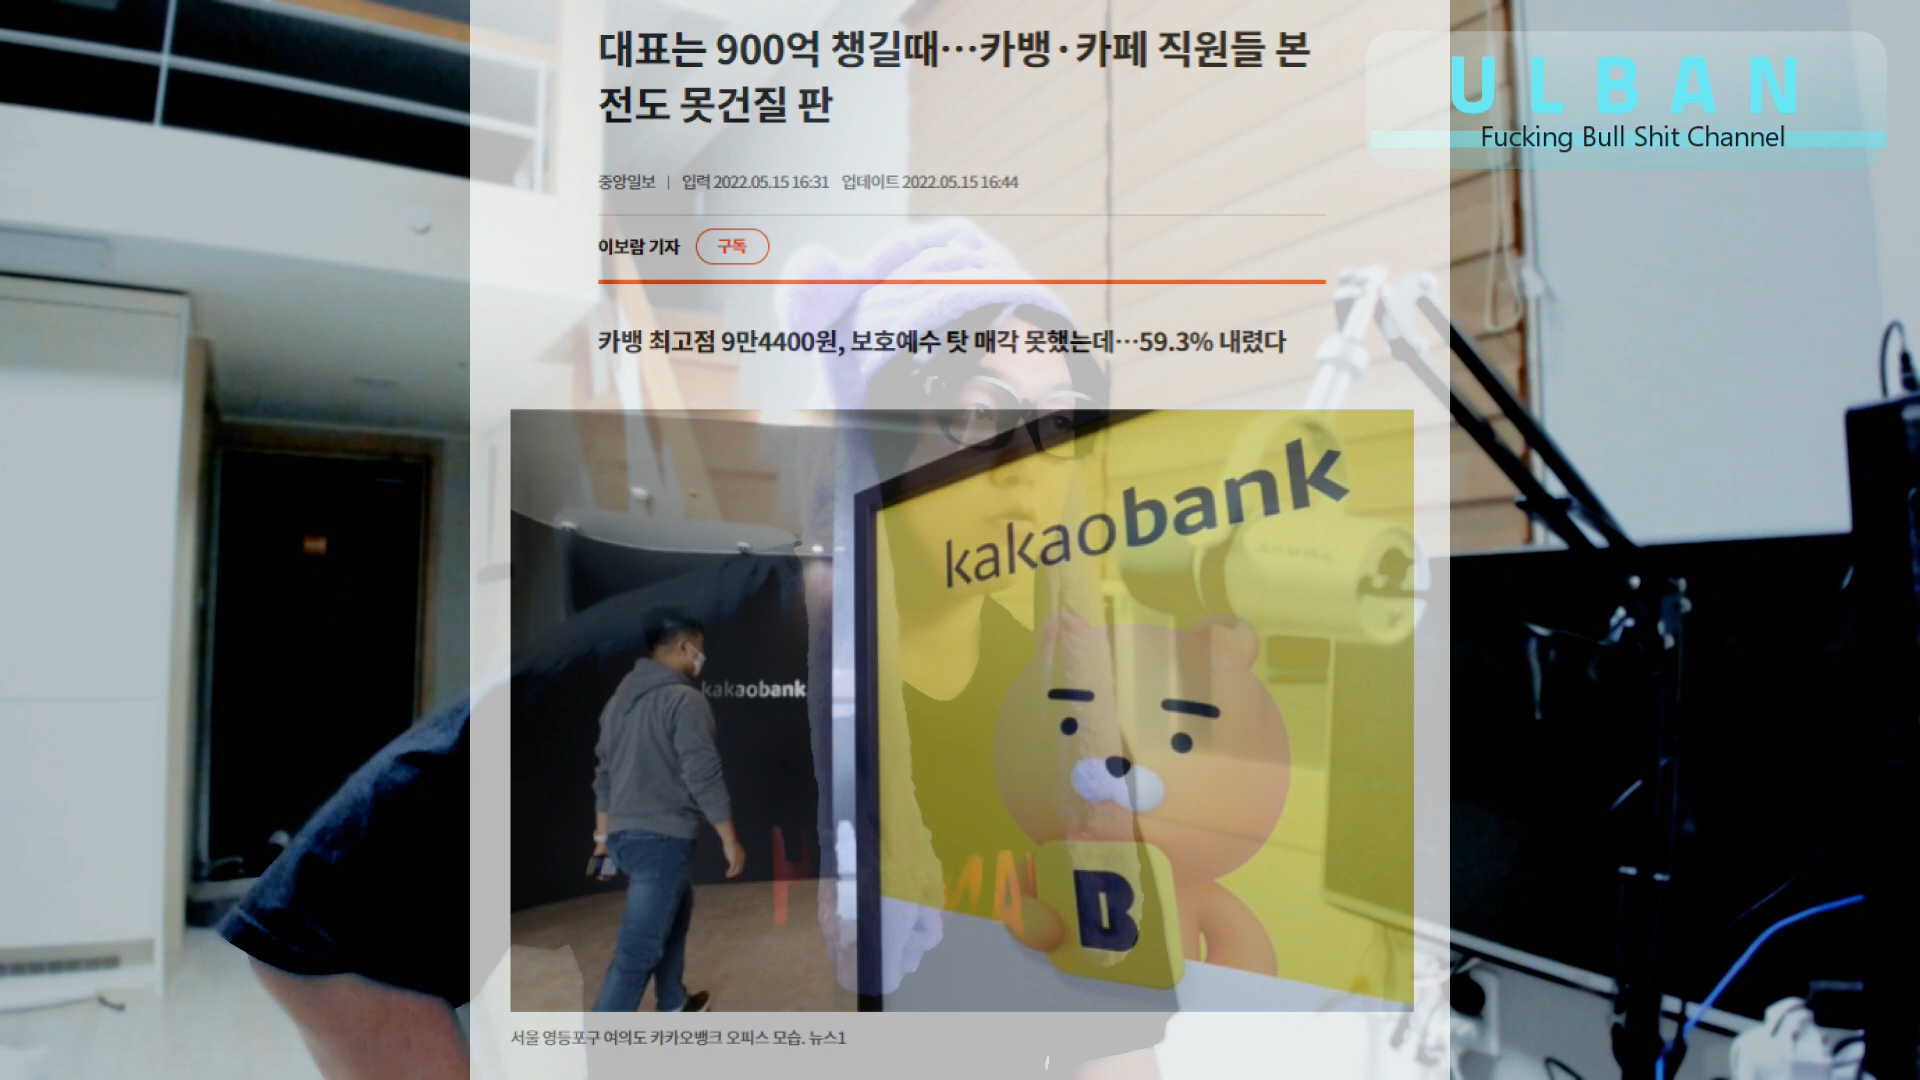 대표는 900억 챙길때…카뱅·카페 직원들 본
전도 못건질 판
ULBAN
Fucking Bull Shit Channel
중앙일보 | 입력 2022.05.15 16:31 업데이트 2022.05.15 16:44
이보람 기자 구독
카뱅 최고점 9만4400원, 보호예수 탓 매각 못했는데…59.3% 내렸다
kakaobank
kakaobank
B
서울 영등포구 여의도 카카오뱅크 오피스 모습. 뉴스1